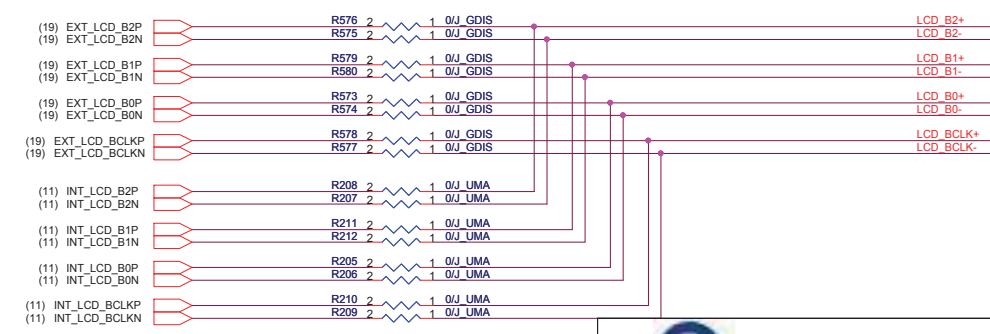 (19) EXT_LCD_B2P R576 2 1 0/J_GDIS LCD_B2+
(19) EXT_LCD_B2N R575 2 1 0/J_GDIS LCD_B2-
(19) EXT_LCD_B1P R579 2 1 0/J_GDIS LCD_B1+
(19) EXT_LCD_B1N R580 2 1 0/J_GDIS LCD_B1-
(19) EXT_LCD_B0P R573 2 1 0/J_GDIS LCD_B0+
(19) EXT_LCD_B0N R574 2 1 0/J_GDIS LCD_B0-
(19) EXT_LCD_BCLKP R578 2 1 0/J_GDIS LCD_BCLK+
(19) EXT_LCD_BCLKN R577 2 1 0/J_GDIS LCD_BCLK-
(11) INT_LCD_B2P R208 2 1 0/J_UMA
(11) INT_LCD_B2N R207 2 1 0/J_UMA
(11) INT_LCD_B1P R211 2 1 0/J_UMA
(11) INT_LCD_B1N R212 2 1 0/J_UMA
(11) INT_LCD_B0P R205 2 1 0/J_UMA
(11) INT_LCD_B0N R206 2 1 0/J_UMA
(11) INT_LCD_BCLKP R210 2 1 0/J_UMA
(11) INT_LCD_BCLKN R209 2 1 0/J_UMA